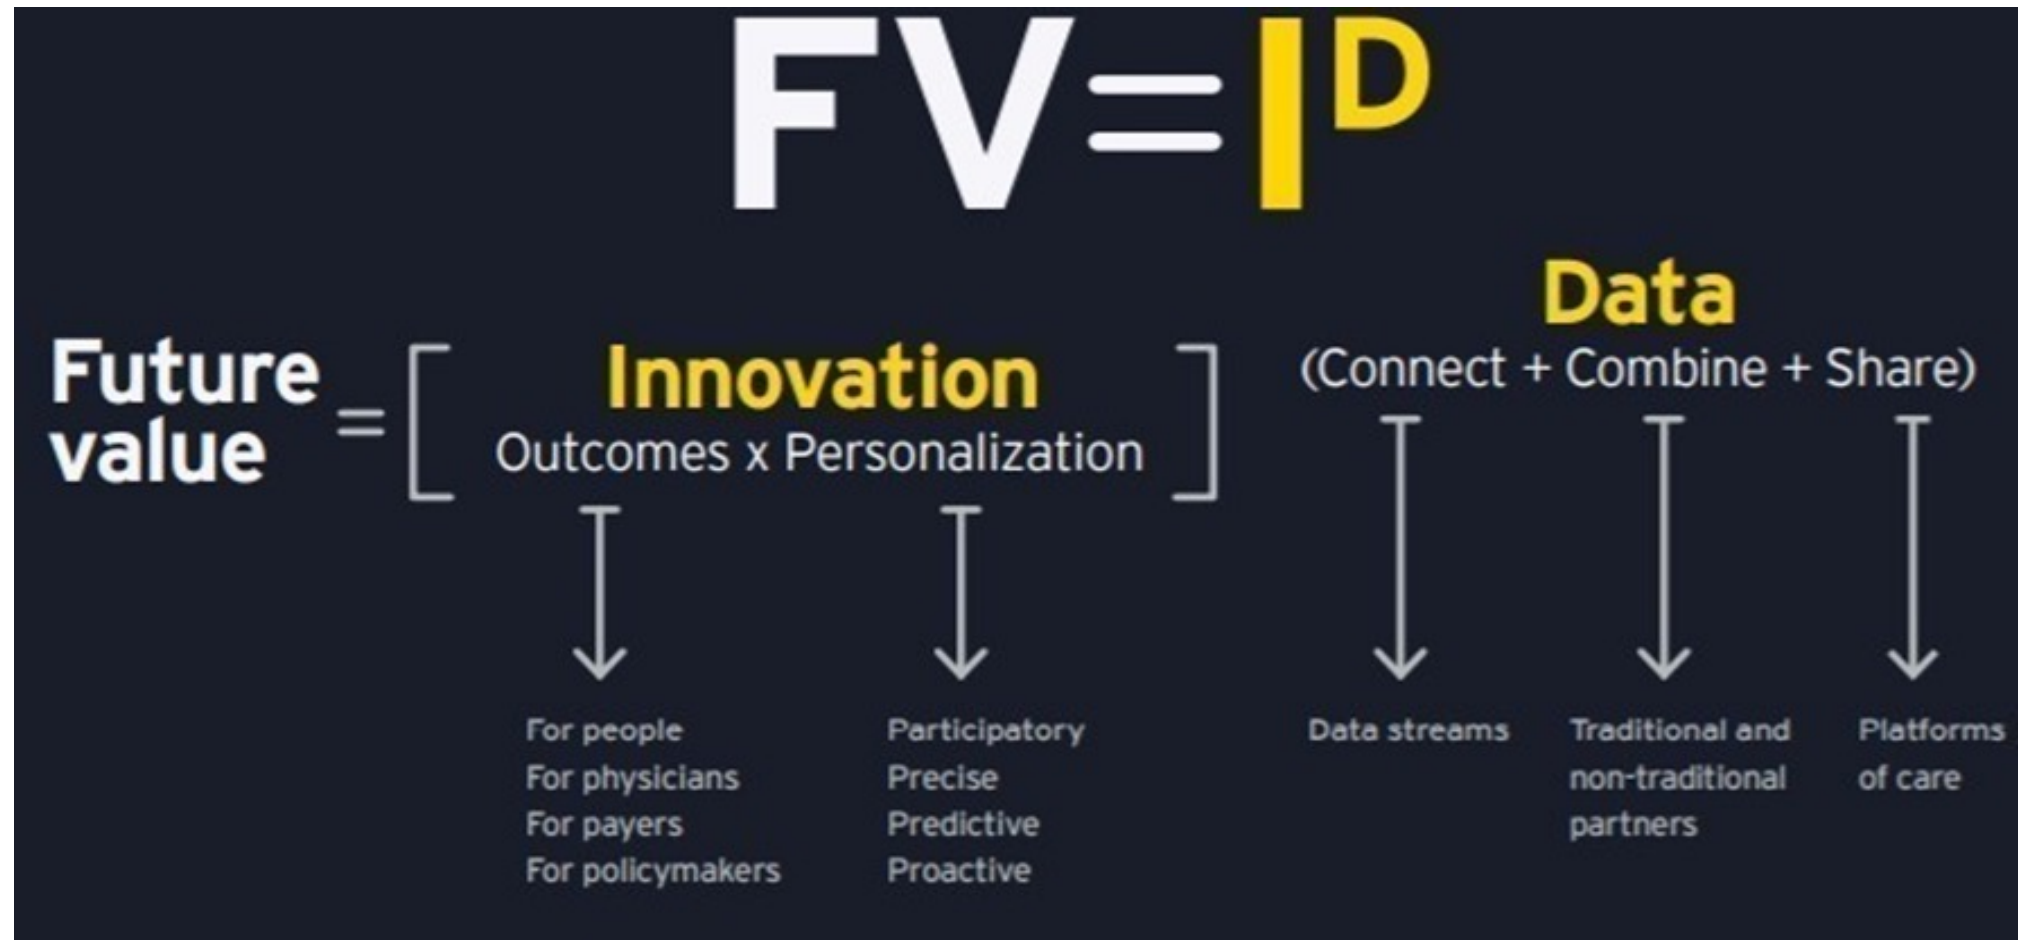 FV=I^D
Data
Future value = [Innovation] (Connect + Combine + Share)
Outcomes x Personalization
For people
For physicians
For payers
For policymakers
Participatory
Precise
Predictive
Proactive
Data streams
Traditional and
non-traditional
partners
Platforms
of care